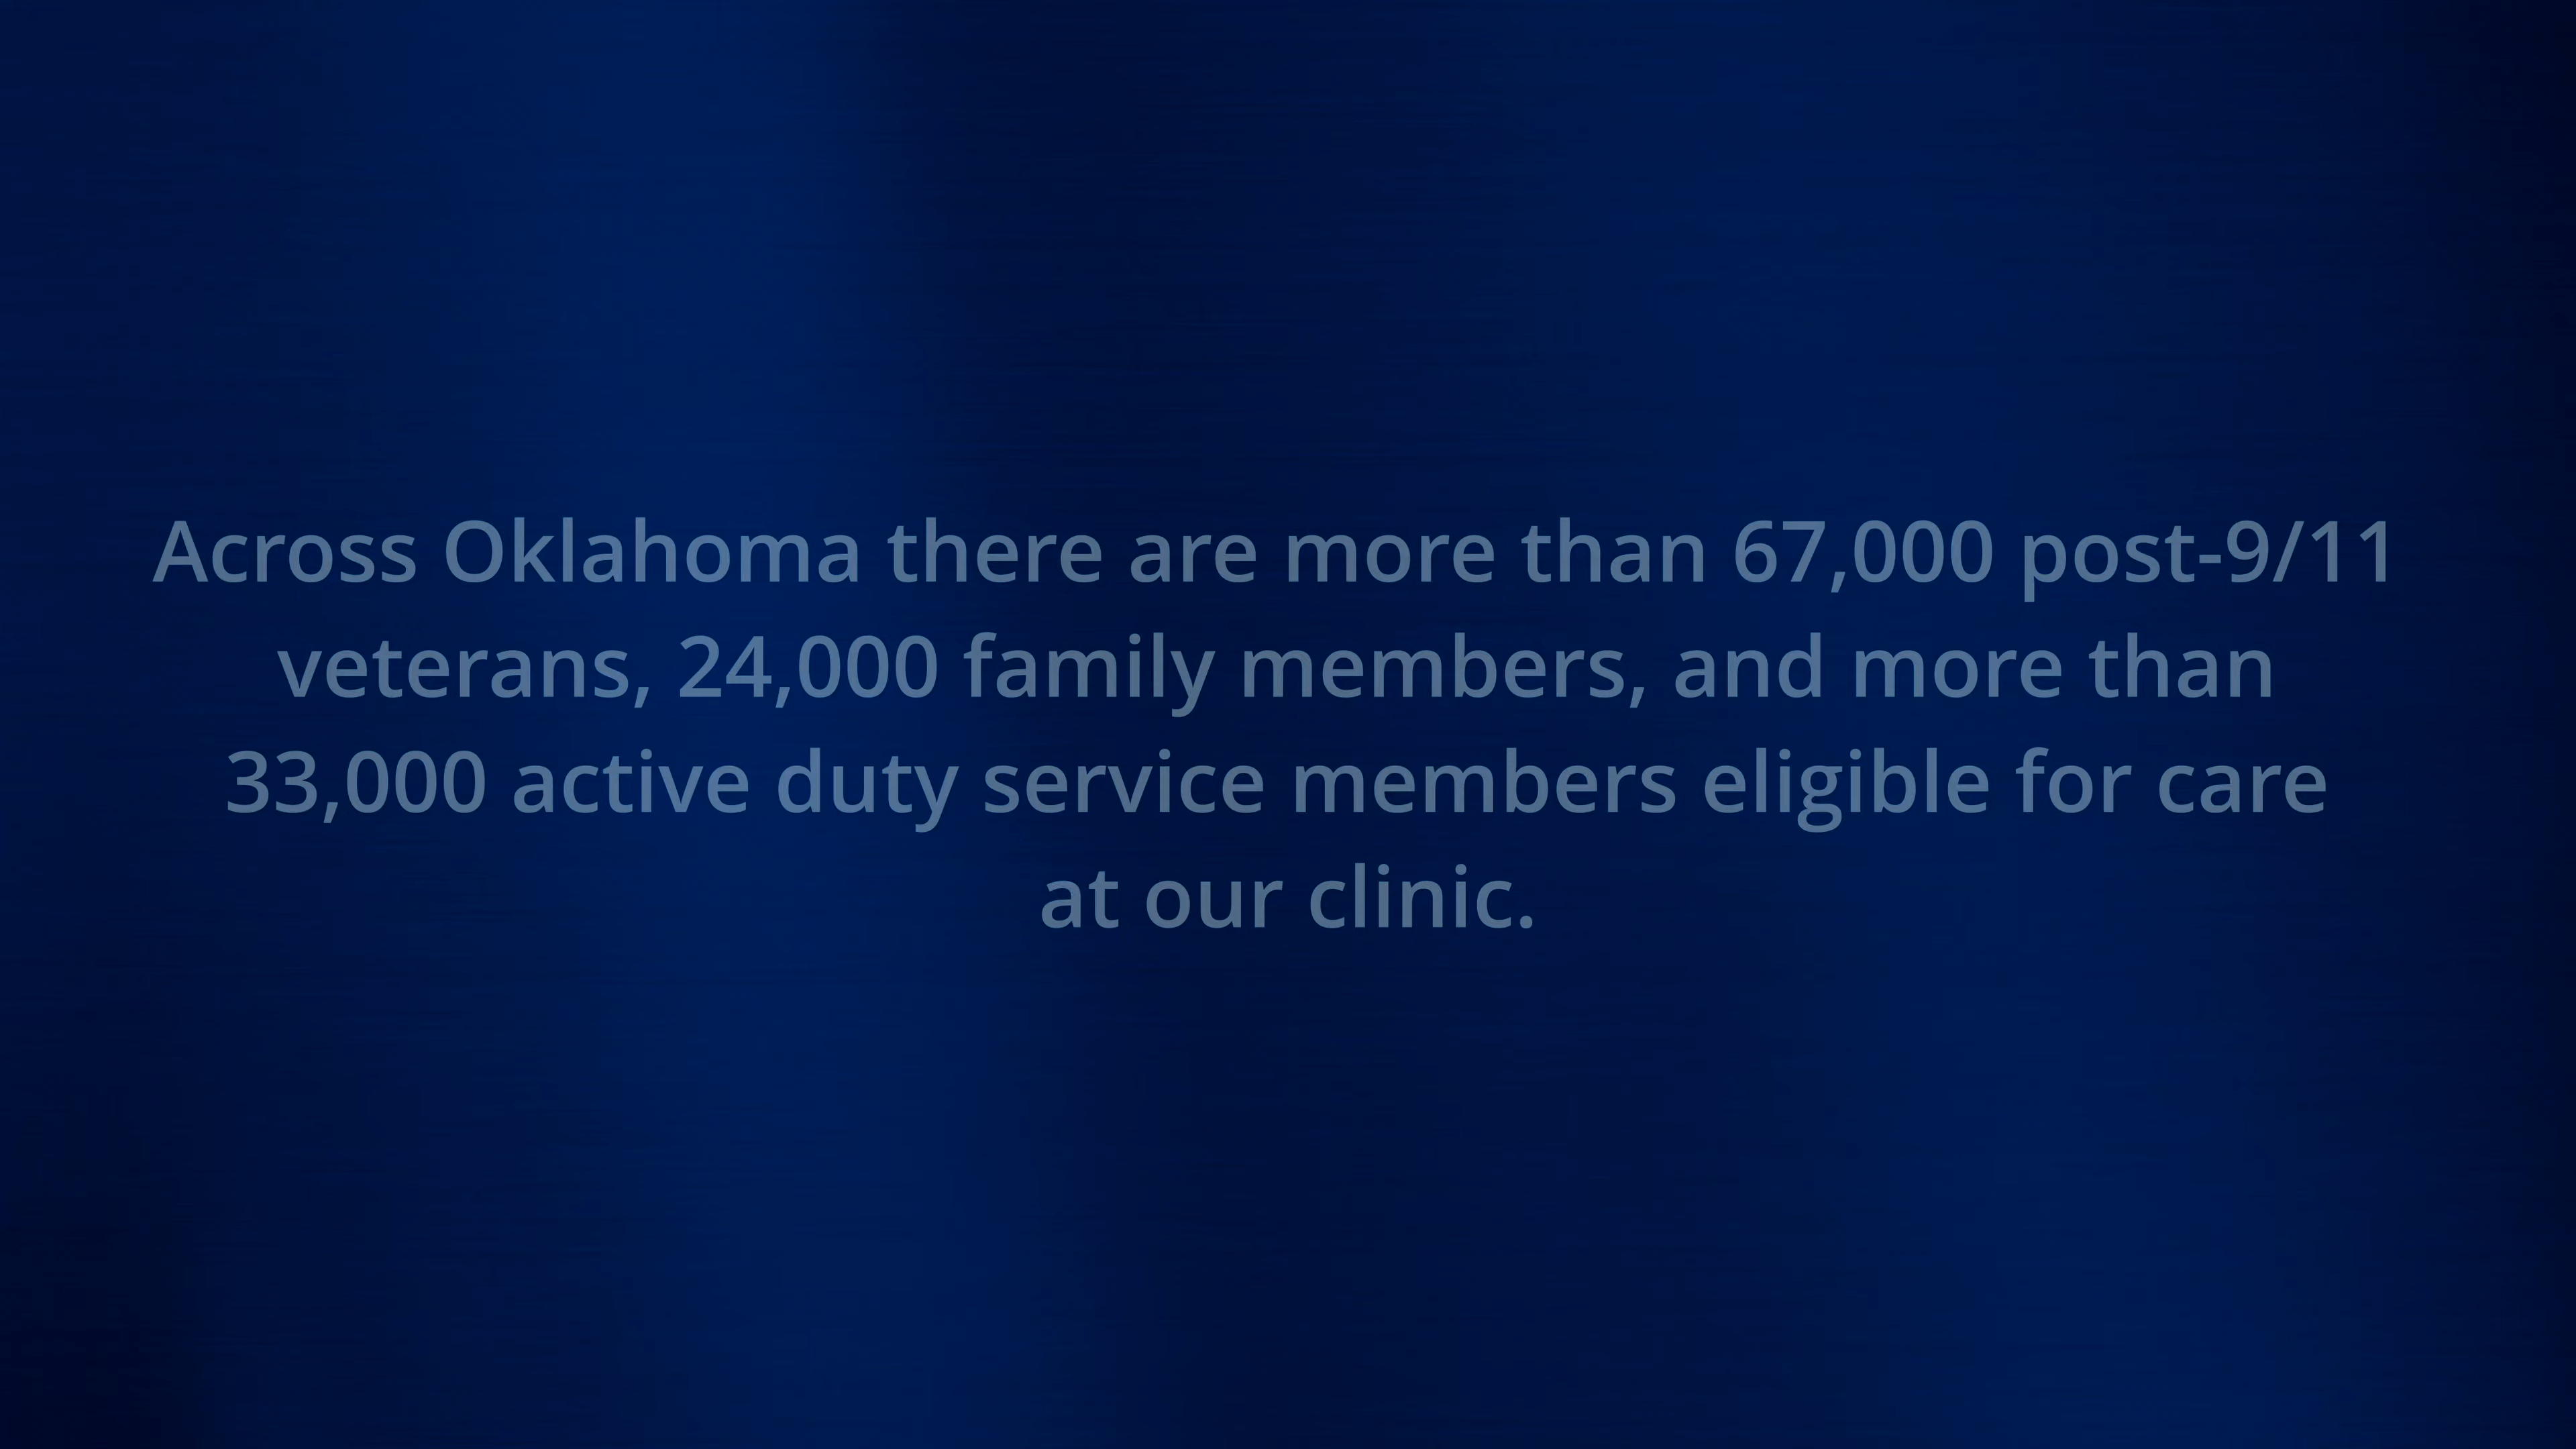 Across Oklahoma there are more than 67,000 post-9/11
veterans, 24,000 family members, and more than
33,000 active duty service members eligible for care
at our clinic.